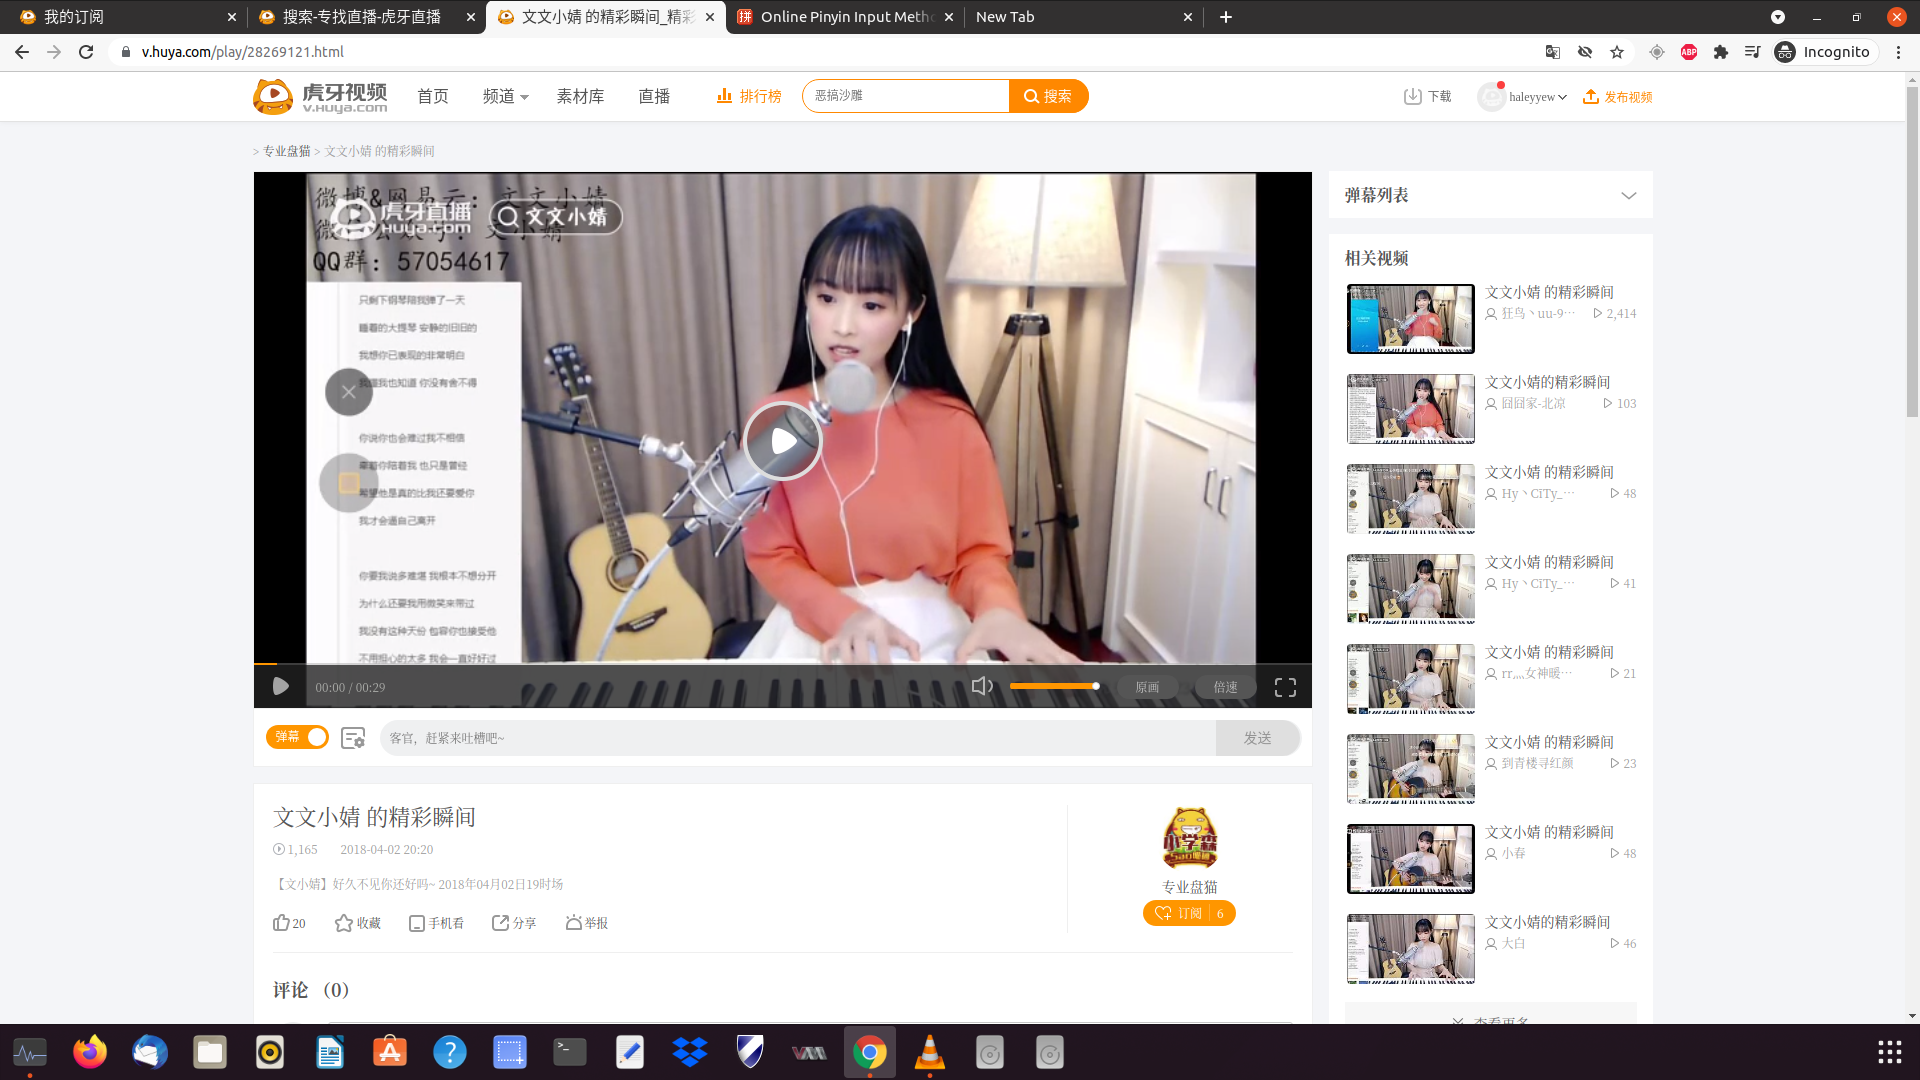 我的订阅
搜索-专找直播-虎牙直播
文文小婧 的精彩瞬间_精彩
Online Pinyin Input Metho
New Tab
v.huya.com/play/28269121.html
Incognito
虎牙视频
v.huya.com
首页
频道
素材库
直播
排行榜
恶搞沙雕
搜索
下载
haleyyew
发布视频
> 专业盘猫 > 文文小婧 的精彩瞬间
微博&网易云：文文小婧
虎牙直播
Huya.com
文文小婧
QQ群：57054617
只剩下钢琴陪我弹了一天
睡着的大提琴 安静的旧旧的
我想你已表现的非常明白
我懂我也知道 你没有舍不得
你说你也会难过我不相信
牵着你陪着我 也只是曾经
希望他是真的比我还要爱你
我才会逼自己离开
你要我说多难堪 我根本不想分开
为什么还要我用微笑来带过
我没有这种天份 包容你也接受他
不用担心的太多 我会一直好好过
00:00 / 00:29
原画
倍速
弹幕
客官，赶紧来吐槽吧~
发送
文文小婧 的精彩瞬间
1,165
2018-04-02 20:20
【文小婧】好久不见你还好吗~ 2018年04月02日19时场
20
收藏
手机看
分享
举报
专业盘猫
订阅
6
评论 （0）
弹幕列表
相关视频
文文小婧 的精彩瞬间
狂鸟丶uu-9…
2,414
文文小婧的精彩瞬间
囧囧家-北凉
103
文文小婧 的精彩瞬间
Hy丶CiTy_…
48
文文小婧 的精彩瞬间
Hy丶CiTy_…
41
文文小婧 的精彩瞬间
rr灬女神暖…
21
文文小婧 的精彩瞬间
到青楼寻红颜
23
文文小婧 的精彩瞬间
小春
48
文文小婧的精彩瞬间
大白
46
查看更多